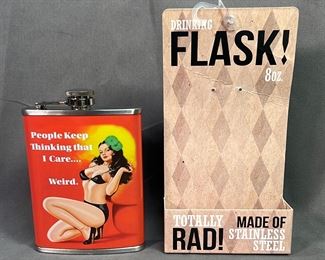 People Keep
Thinking that
I Care....
Weird.
DRINKING
FLASK!
8oz.
TOTALLY
RAD!
MADE OF
STAINLESS
STEEL